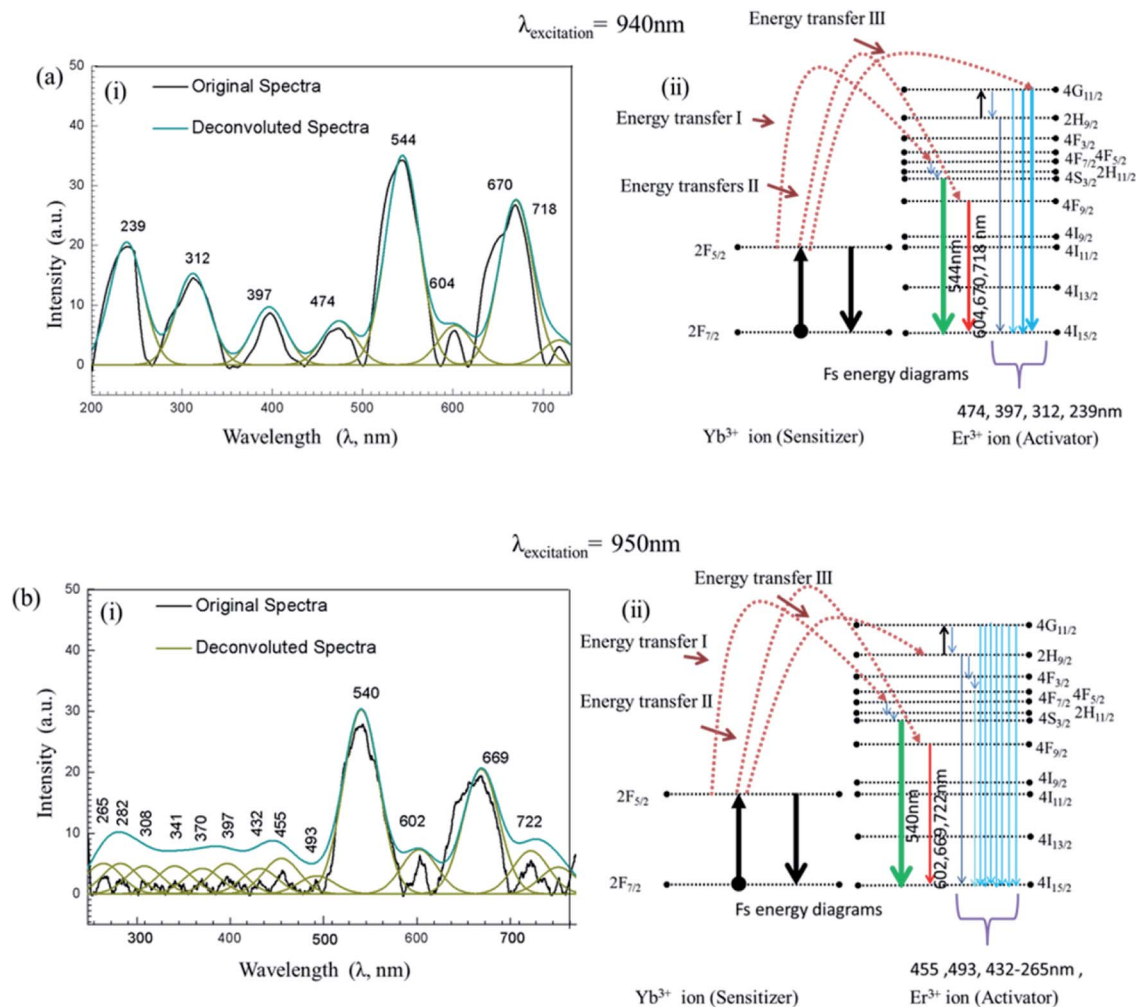 λexcitation= 940nm
(a)
(i)
Original Spectra
Deconvoluted Spectra
Intensity (a.u.)
50
40
30
20
10
0
239
312
397
474
544
604
670
718
200 300 400 500 600 700
Wavelength (λ, nm)
(ii)
Energy transfer III
Energy transfer I
Energy transfers II
2F5/2
2F7/2
4G11/2
2H9/2
4F3/2
4F7/2 4F5/2
2H11/2
4S3/2
4F9/2
4I9/2
4I11/2
4I13/2
4I15/2
544nm
604,670,718 nm
Fs energy diagrams
474, 397, 312, 239nm
Yb3+ ion (Sensitizer)
Er3+ ion (Activator)
λexcitation= 950nm
(b)
(i)
Original Spectra
Deconvoluted Spectra
Intensity (a.u.)
50
40
30
20
10
0
265
282
308
341
370
397
432
455
493
540
602
669
722
300 400 500 600 700
Wavelength (λ, nm)
(ii)
Energy transfer III
Energy transfer I
Energy transfer II
2F5/2
2F7/2
4G11/2
2H9/2
4F3/2
4F7/2 4F5/2
2H11/2
4S3/2
4F9/2
4I9/2
4I11/2
4I13/2
4I15/2
540nm
602,669,722nm
Fs energy diagrams
455 ,493, 432-265nm ,
Yb3+ ion (Sensitizer)
Er3+ ion (Activator)